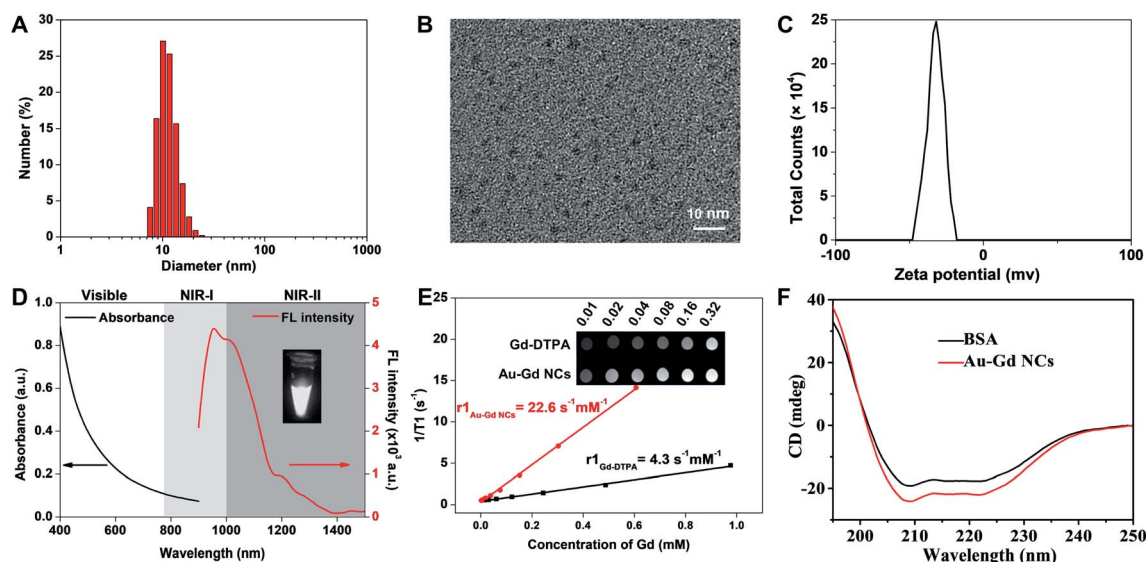 A
30
25
20
15
10
5
0
Number (%)
1
10
100
1000
Diameter (nm)
B
10 nm
C
25
20
15
10
5
0
Total Counts (× 10⁴)
-100
-50
0
50
100
Zeta potential (mv)
D
Visible
NIR-I
NIR-II
Absorbance
FL intensity
1.0
0.8
0.6
0.4
0.2
0.0
Absorbance (a.u.)
5
4
3
2
1
0
FL intensity (x10³ a.u.)
400
600
800
1000
1200
1400
Wavelength (nm)
E
25
20
15
10
5
0
1/T1 (s⁻¹)
0.01
0.02
0.04
0.08
0.16
0.32
Gd-DTPA
Au-Gd NCs
r1Au-Gd NCs = 22.6 s⁻¹mM⁻¹
r1Gd-DTPA = 4.3 s⁻¹mM⁻¹
0.0
0.2
0.4
0.6
0.8
1.0
Concentration of Gd (mM)
F
40
20
0
-20
CD (mdeg)
BSA
Au-Gd NCs
200
210
220
230
240
250
Wavelength (nm)